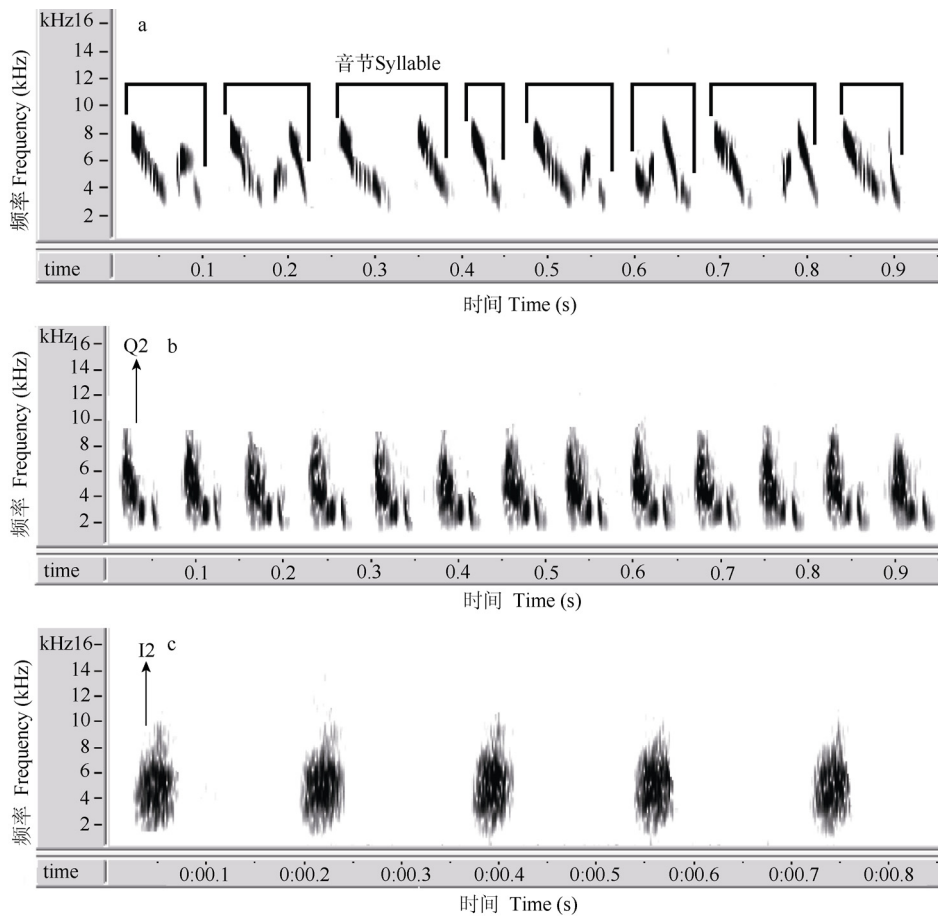 kHz16
a
14
音节Syllable
12
10
8
6
4
2
频率 Frequency (kHz)
time 0.1 0.2 0.3 0.4 0.5 0.6 0.7 0.8 0.9
时间 Time (s)
kHz
16
Q2 b
14
12
10
8
6
4
2
频率 Frequency (kHz)
time 0.1 0.2 0.3 0.4 0.5 0.6 0.7 0.8 0.9
时间 Time (s)
kHz16
I2 c
14
12
10
8
6
4
2
频率 Frequency (kHz)
time 0:00.1 0:00.2 0:00.3 0:00.4 0:00.5 0:00.6 0:00.7 0:00.8
时间 Time (s)